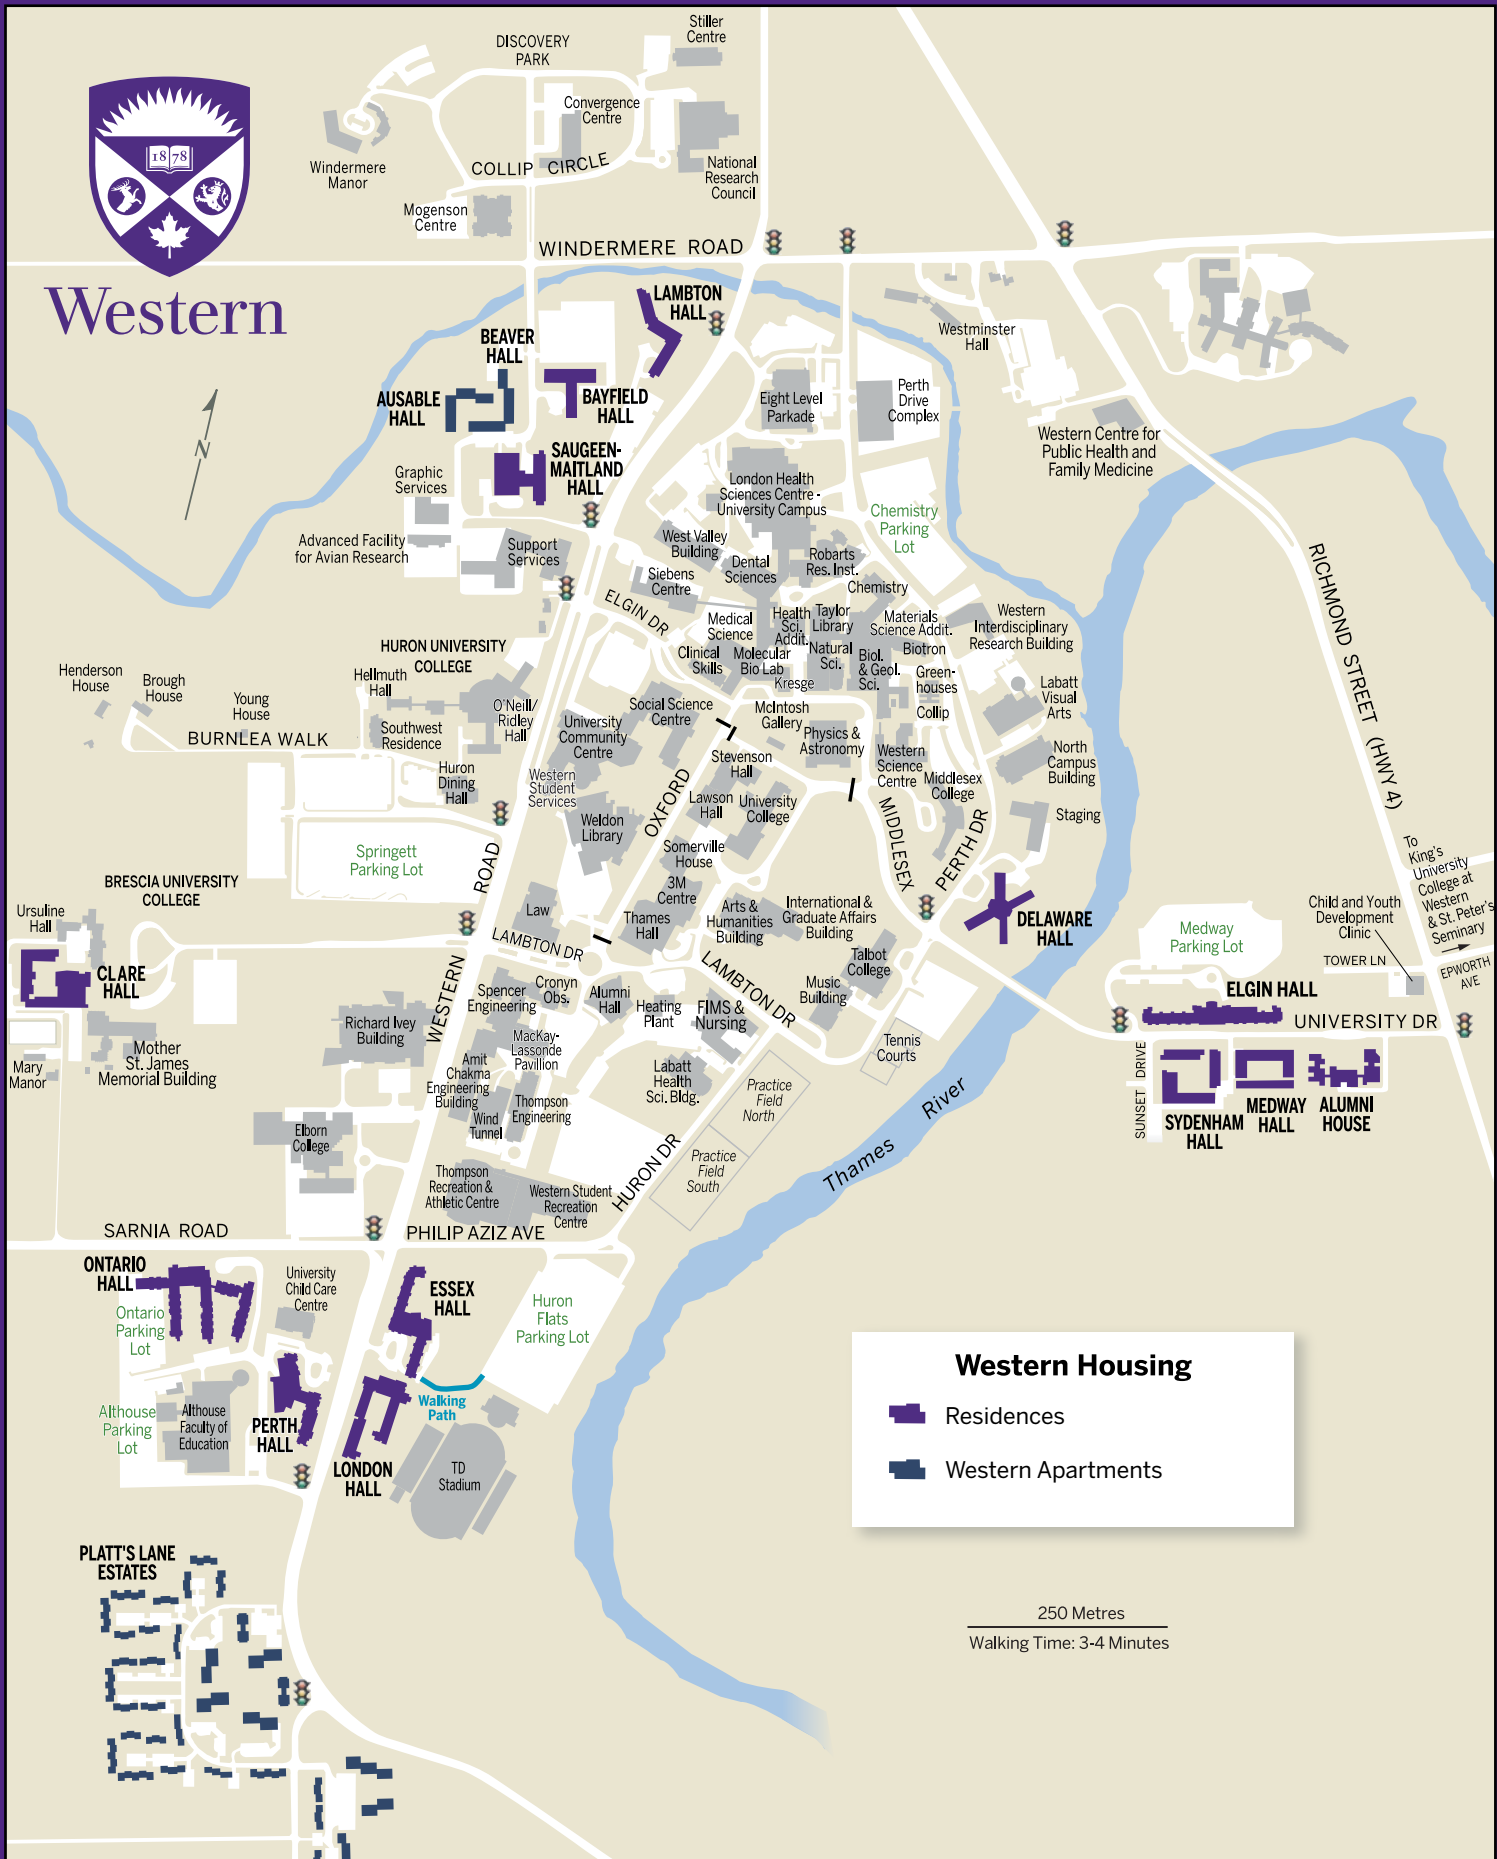 Stiller
Centre
DISCOVERY
PARK
Convergence
Centre
1878
Windermere
Manor
COLLIP CIRCLE
National
Research
Council
Mogenson
Centre
WINDERMERE ROAD
Western
LAMBTON
HALL
BEAVER
HALL
Westminster
Hall
AUSABLE
HALL
BAYFIELD
HALL
Eight Level
Parkade
Perth
Drive
Complex
N
SAUGEEN-
MAITLAND
HALL
Western Centre for
Public Health and
Family Medicine
Graphic
Services
London Health
Sciences Centre -
University Campus
Chemistry
Parking
Lot
Advanced Facility
for Avian Research
Support
Services
West Valley
Building
Dental
Sciences
Robarts
Res. Inst.
Siebens
Centre
Chemistry
RICHMOND STREET (HWY 4)
ELGIN DR
Medical
Science
Health
Sci.
Addit.
Taylor
Library
Materials
Science Addit.
Western
Interdisciplinary
Research Building
HURON UNIVERSITY
COLLEGE
Clinical
Skills
Molecular
Bio Lab
Natural
Sci.
Biol.
& Geol.
Sci.
Biotron
Henderson
House
Brough
House
Hellmuth
Hall
Kresge
Green-
houses
Labatt
Visual
Arts
Young
House
O'Neill/
Ridley
Hall
Social Science
Centre
McIntosh
Gallery
Collip
BURNLEA WALK
Southwest
Residence
University
Community
Centre
Physics &
Astronomy
Stevenson
Hall
Western
Science
Centre
North
Campus
Building
Huron
Dining
Hall
Western
Student
Services
OXFORD
Lawson
Hall
University
College
Middlesex
College
MIDDLESEX
PERTH DR
Staging
Weldon
Library
Springett
Parking Lot
Somerville
House
ROAD
To
King's
University
College at
Western
& St. Peter's
Seminary
BRESCIA UNIVERSITY
COLLEGE
3M
Centre
Ursuline
Hall
Law
Thames
Hall
Arts &
Humanities
Building
International &
Graduate Affairs
Building
DELAWARE
HALL
Child and Youth
Development
Clinic
Medway
Parking Lot
LAMBTON DR
Talbot
College
TOWER LN
EPWORTH
AVE
CLARE
HALL
LAMBTON DR
Music
Building
ELGIN HALL
Spencer
Engineering
Cronyn
Obs.
Alumni
Hall
Heating
Plant
FIMS &
Nursing
WESTERN
UNIVERSITY DR
Richard Ivey
Building
MacKay-
Lassonde
Pavillion
Tennis
Courts
SUNSET DRIVE
Mary
Manor
Mother
St. James
Memorial Building
Amit
Chakma
Engineering
Building
Labatt
Health
Sci. Bldg.
Practice
Field
North
Thames River
Wind
Tunnel
Thompson
Engineering
SYDENHAM
HALL
MEDWAY
HALL
ALUMNI
HOUSE
Elborn
College
HURON DR
Practice
Field
South
Thompson
Recreation &
Athletic Centre
Western Student
Recreation
Centre
SARNIA ROAD
PHILIP AZIZ AVE
ONTARIO
HALL
University
Child Care
Centre
ESSEX
HALL
Huron
Flats
Parking Lot
Ontario
Parking
Lot
Western Housing
Walking
Path
Residences
Althouse
Parking
Lot
Althouse
Faculty of
Education
PERTH
HALL
LONDON
HALL
TD
Stadium
Western Apartments
PLATT'S LANE
ESTATES
250 Metres
Walking Time: 3-4 Minutes